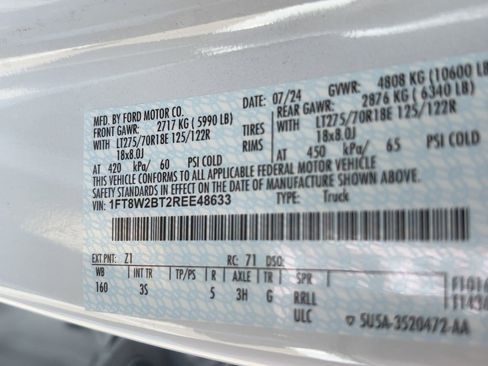 MFD. BY FORD MOTOR CO.
DATE: 07/24 GVWR: 4808 KG (10600 LB
FRONT GAWR: 2717 KG ( 5990 LB)
REAR GAWR: 2876 KG ( 6340 LB)
WITH LT275/70R18E 125/122R TIRES WITH LT275/70R18E 125/122R
18x8.0J RIMS 18x8.0J
AT 420 kPa/ 60 PSI COLD AT 450 kPa/ 65 PSI COLD
THIS VEHICLE CONFORMS TO ALL APPLICABLE FEDERAL MOTOR VEHICLE
SAFETY STANDARDS IN EFFECT ON THE DATE OF MANUFACTURE SHOWN ABOVE.
VIN: 1FT8W2BT2REE48633 TYPE: Truck
EXT PNT: Z1 RC: 71 DSO:
WB INT TR TP/PS R AXLE TR SPR
160 3S 5 3H G RRLL
ULC
5U5A-3520472-AA